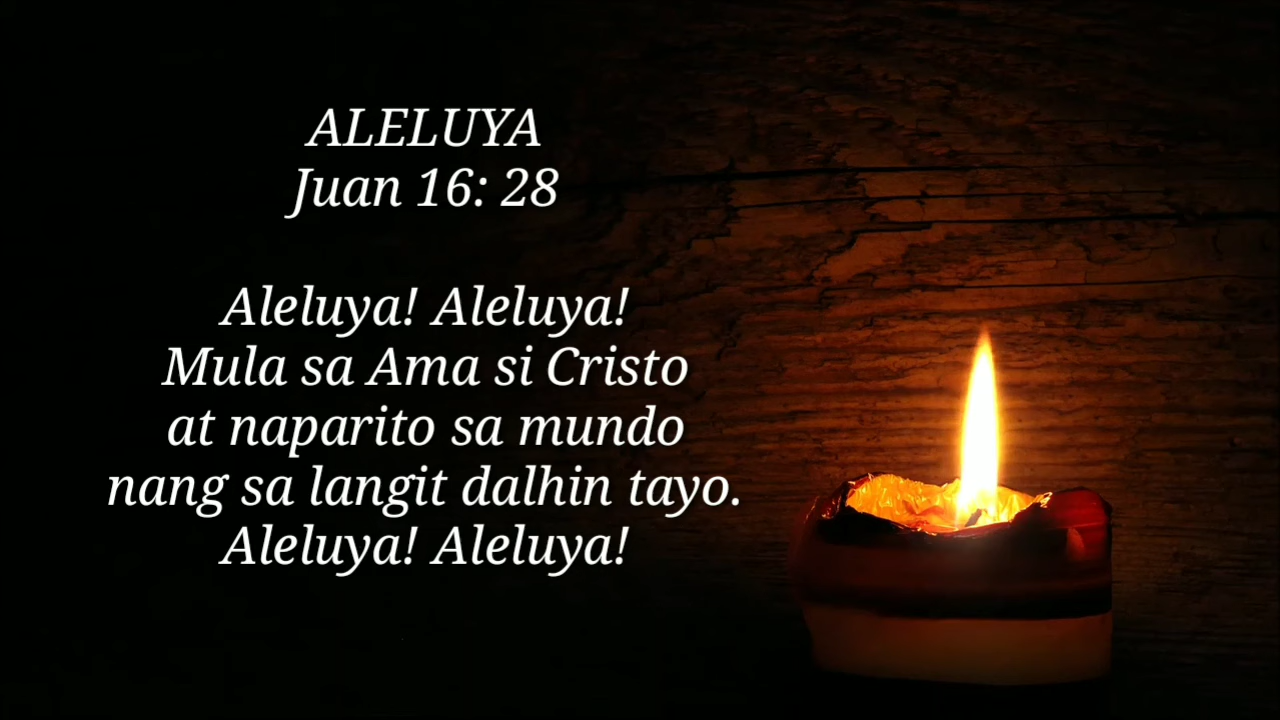 ALELUYA
Juan 16: 28
Aleluya! Aleluya!
Mula sa Ama si Cristo
at naparito sa mundo
nang sa langit dalhin tayo.
Aleluya! Aleluya!